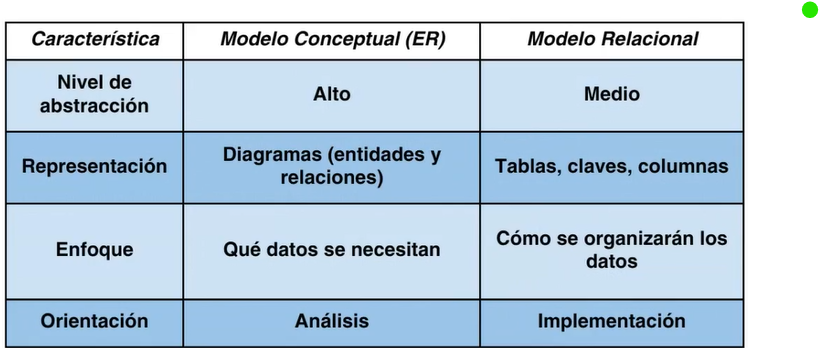 Característica
Modelo Conceptual (ER)
Modelo Relacional
Nivel de
abstracción
Alto
Medio
Representación
Diagramas (entidades y
relaciones)
Tablas, claves, columnas
Enfoque
Qué datos se necesitan
Cómo se organizarán los
datos
Orientación
Análisis
Implementación